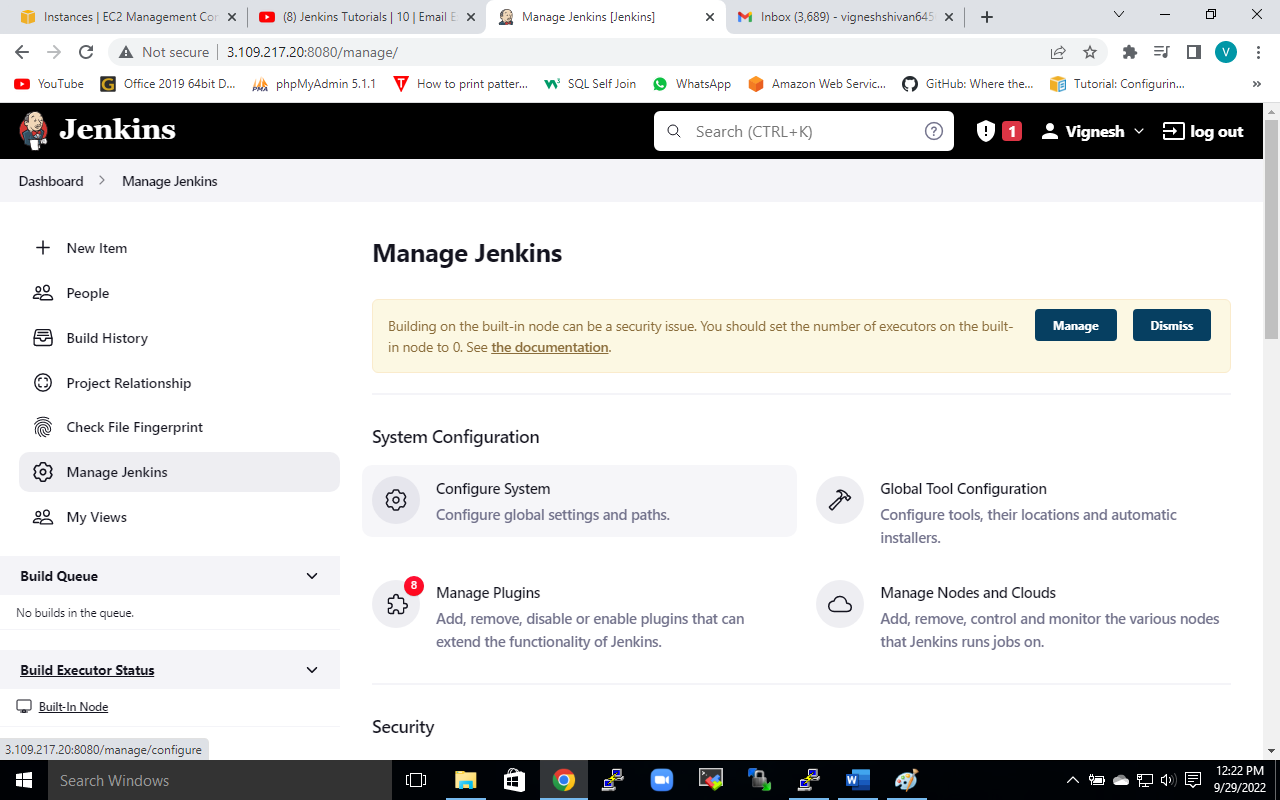 Instances | EC2 Management Con
(8) Jenkins Tutorials | 10 | Email E
Manage Jenkins [Jenkins]
Inbox (3,689) - vigneshshivan645
Not secure
3.109.217.20:8080/manage/
V
YouTube
Office 2019 64bit D...
phpMyAdmin 5.1.1
How to print patter...
SQL Self Join
WhatsApp
Amazon Web Servic...
GitHub: Where the...
Tutorial: Configurin...
»
Jenkins
Search (CTRL+K)
1
Vignesh
log out
Dashboard
Manage Jenkins
New Item
People
Build History
Project Relationship
Check File Fingerprint
Manage Jenkins
My Views
Build Queue
No builds in the queue.
Build Executor Status
Built-In Node
Manage Jenkins
Building on the built-in node can be a security issue. You should set the number of executors on the built-
in node to 0. See the documentation.
Manage
Dismiss
System Configuration
Configure System
Configure global settings and paths.
Global Tool Configuration
Configure tools, their locations and automatic
installers.
8
Manage Plugins
Add, remove, disable or enable plugins that can
extend the functionality of Jenkins.
Manage Nodes and Clouds
Add, remove, control and monitor the various nodes
that Jenkins runs jobs on.
Security
3.109.217.20:8080/manage/configure
Search Windows
12:22 PM
9/29/2022